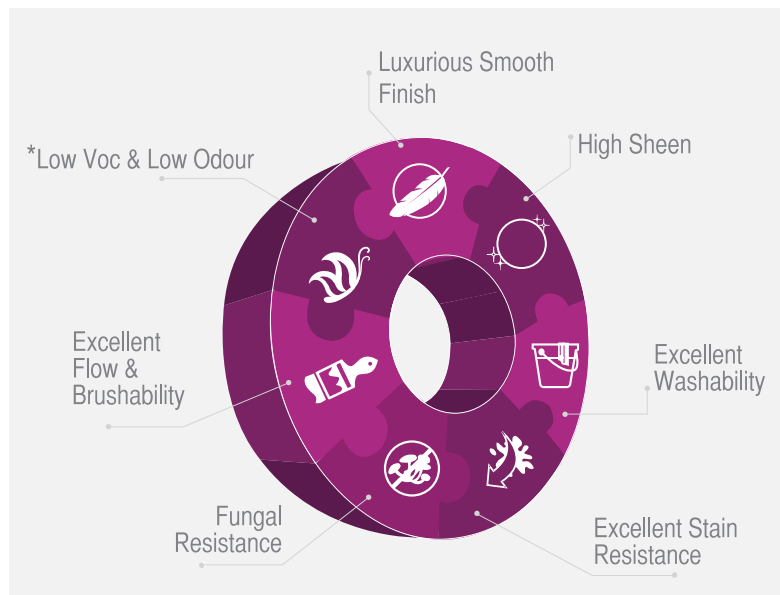 Luxurious Smooth
Finish
High Sheen
*Low Voc & Low Odour
Excellent
Flow &
Brushability
Excellent
Washability
Fungal
Resistance
Excellent Stain
Resistance